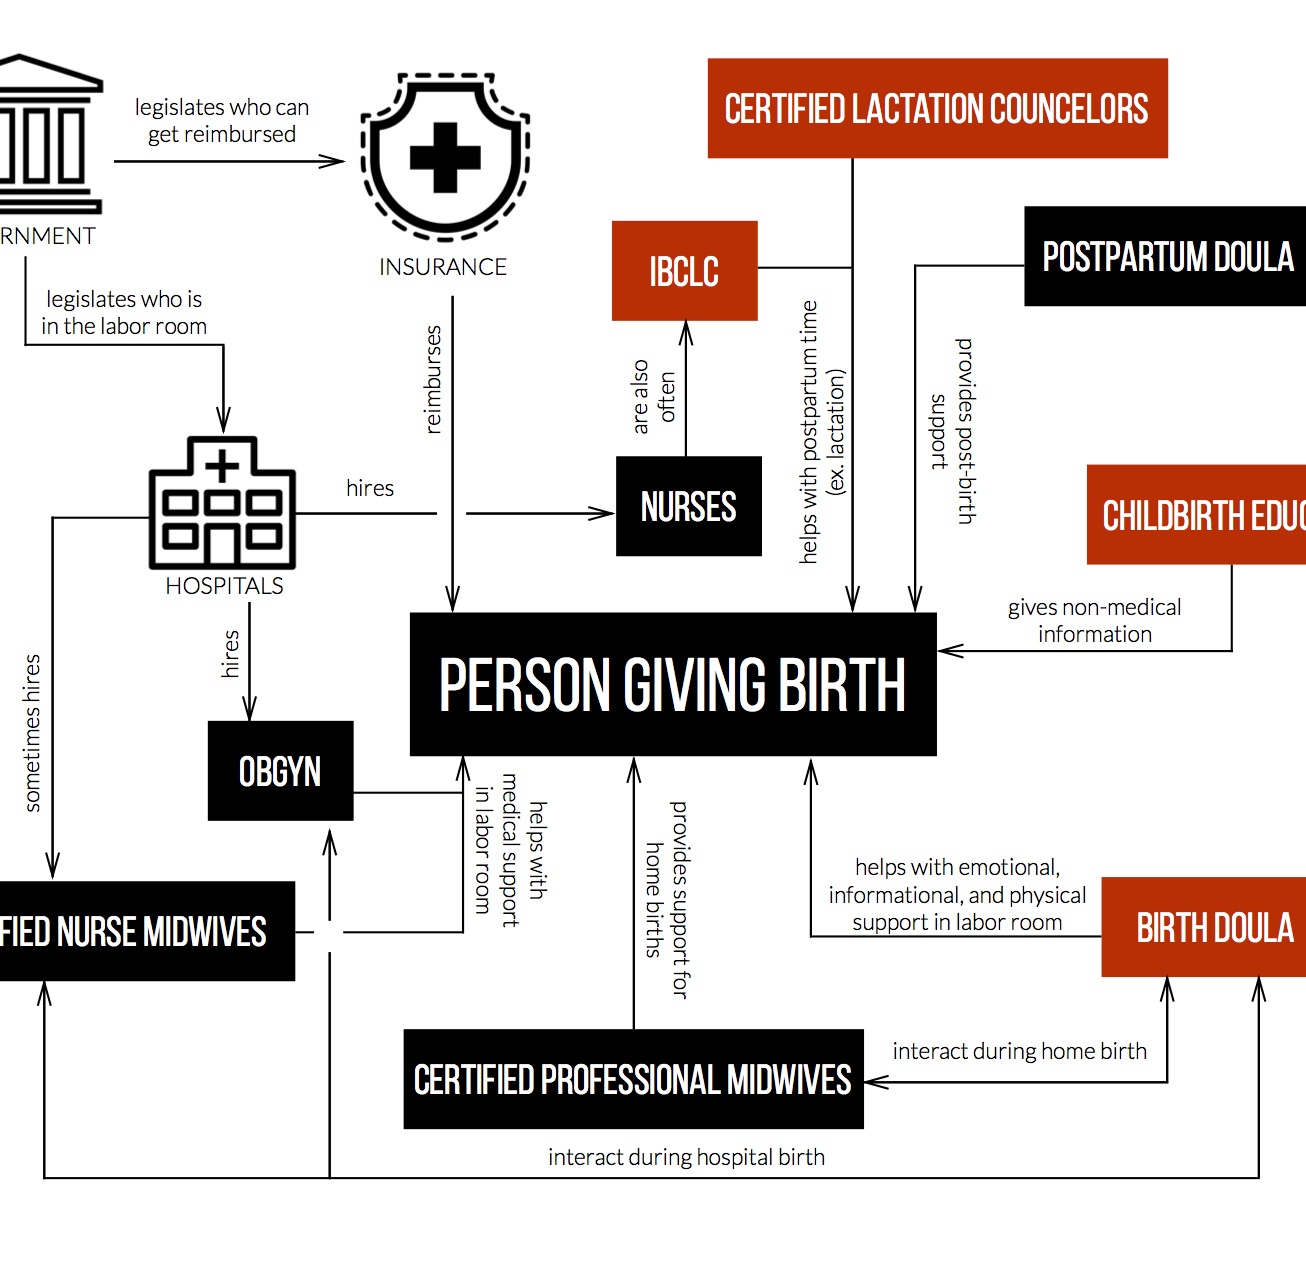 CERTIFIED LACTATION COUNCELORS
legislates who can
get reimbursed
RNMENT
INSURANCE
IBCLC
POSTPARTUM DOULA
legislates who is
in the labor room
reimburses
are also
often
helps with postpartum time
(ex. lactation)
provides post-birth
support
hires
NURSES
CHILDBIRTH EDUC
HOSPITALS
gives non-medical
information
hires
sometimes hires
PERSON GIVING BIRTH
OBGYN
helps with
medical support
in labor room
provides support for
home births
helps with emotional,
informational, and physical
support in labor room
FIED NURSE MIDWIVES
BIRTH DOULA
interact during home birth
CERTIFIED PROFESSIONAL MIDWIVES
interact during hospital birth